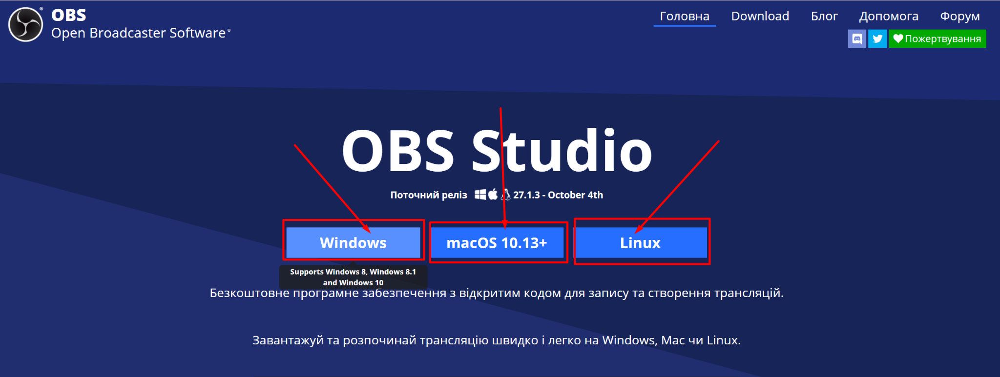 OBS
Open Broadcaster Software®
Головна Download Блог Допомога Форум
Пожертвування
OBS Studio
Поточний реліз 27.1.3 - October 4th
Windows macOS 10.13+ Linux
Supports Windows 8, Windows 8.1
and Windows 10
Безкоштовне програмне забезпечення з відкритим кодом для запису та створення трансляцій.
Завантажуй та розпочинай трансляцію швидко і легко на Windows, Mac чи Linux.